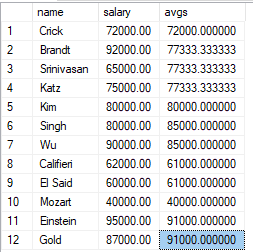 name salary avgs
1 Crick 72000.00 72000.000000
2 Brandt 92000.00 77333.333333
3 Srinivasan 65000.00 77333.333333
4 Katz 75000.00 77333.333333
5 Kim 80000.00 80000.000000
6 Singh 80000.00 85000.000000
7 Wu 90000.00 85000.000000
8 Califieri 62000.00 61000.000000
9 El Said 60000.00 61000.000000
10 Mozart 40000.00 40000.000000
11 Einstein 95000.00 91000.000000
12 Gold 87000.00 91000.000000